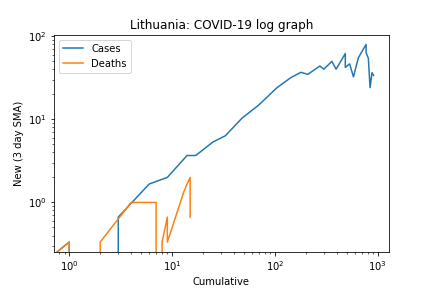 Lithuania: COVID-19 log graph
Cases
Deaths
New (3 day SMA)
10²
10¹
10⁰
10⁰ 10¹ 10² 10³
Cumulative